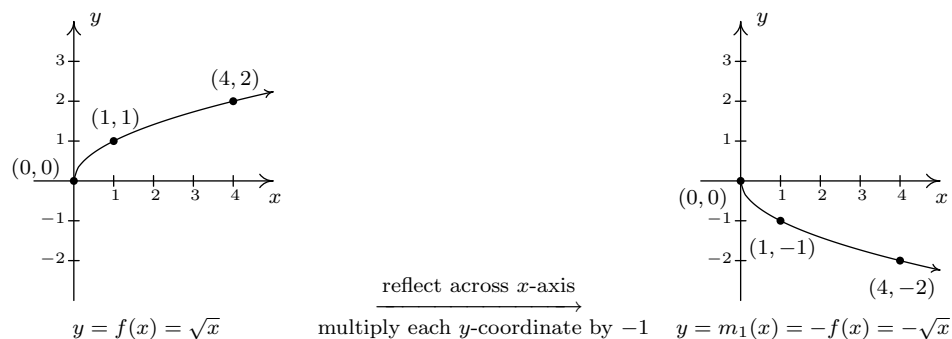 y
3
2
1
−1
−2
(0, 0)
(1, 1)
(4, 2)
1 2 3 4 x
y = f(x) = √x
reflect across x-axis
multiply each y-coordinate by −1
y
3
2
1
−1
−2
(0, 0)
1 2 3 4 x
(1, −1)
(4, −2)
y = m₁(x) = −f(x) = −√x